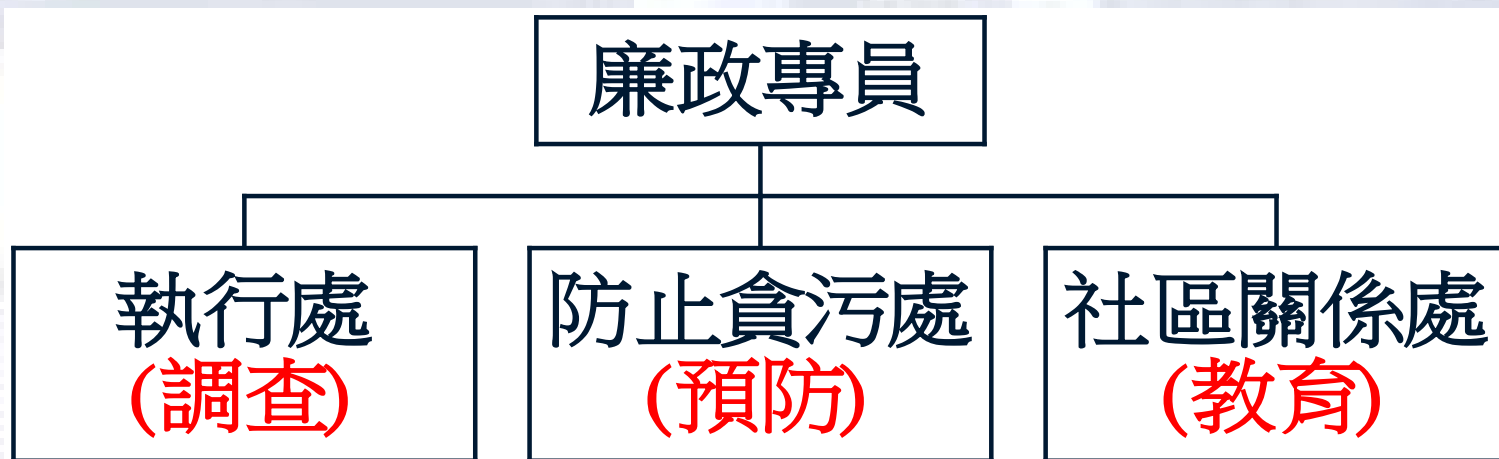 廉政專員
執行處
(調查)
防止貪污處
(預防)
社區關係處
(教育)